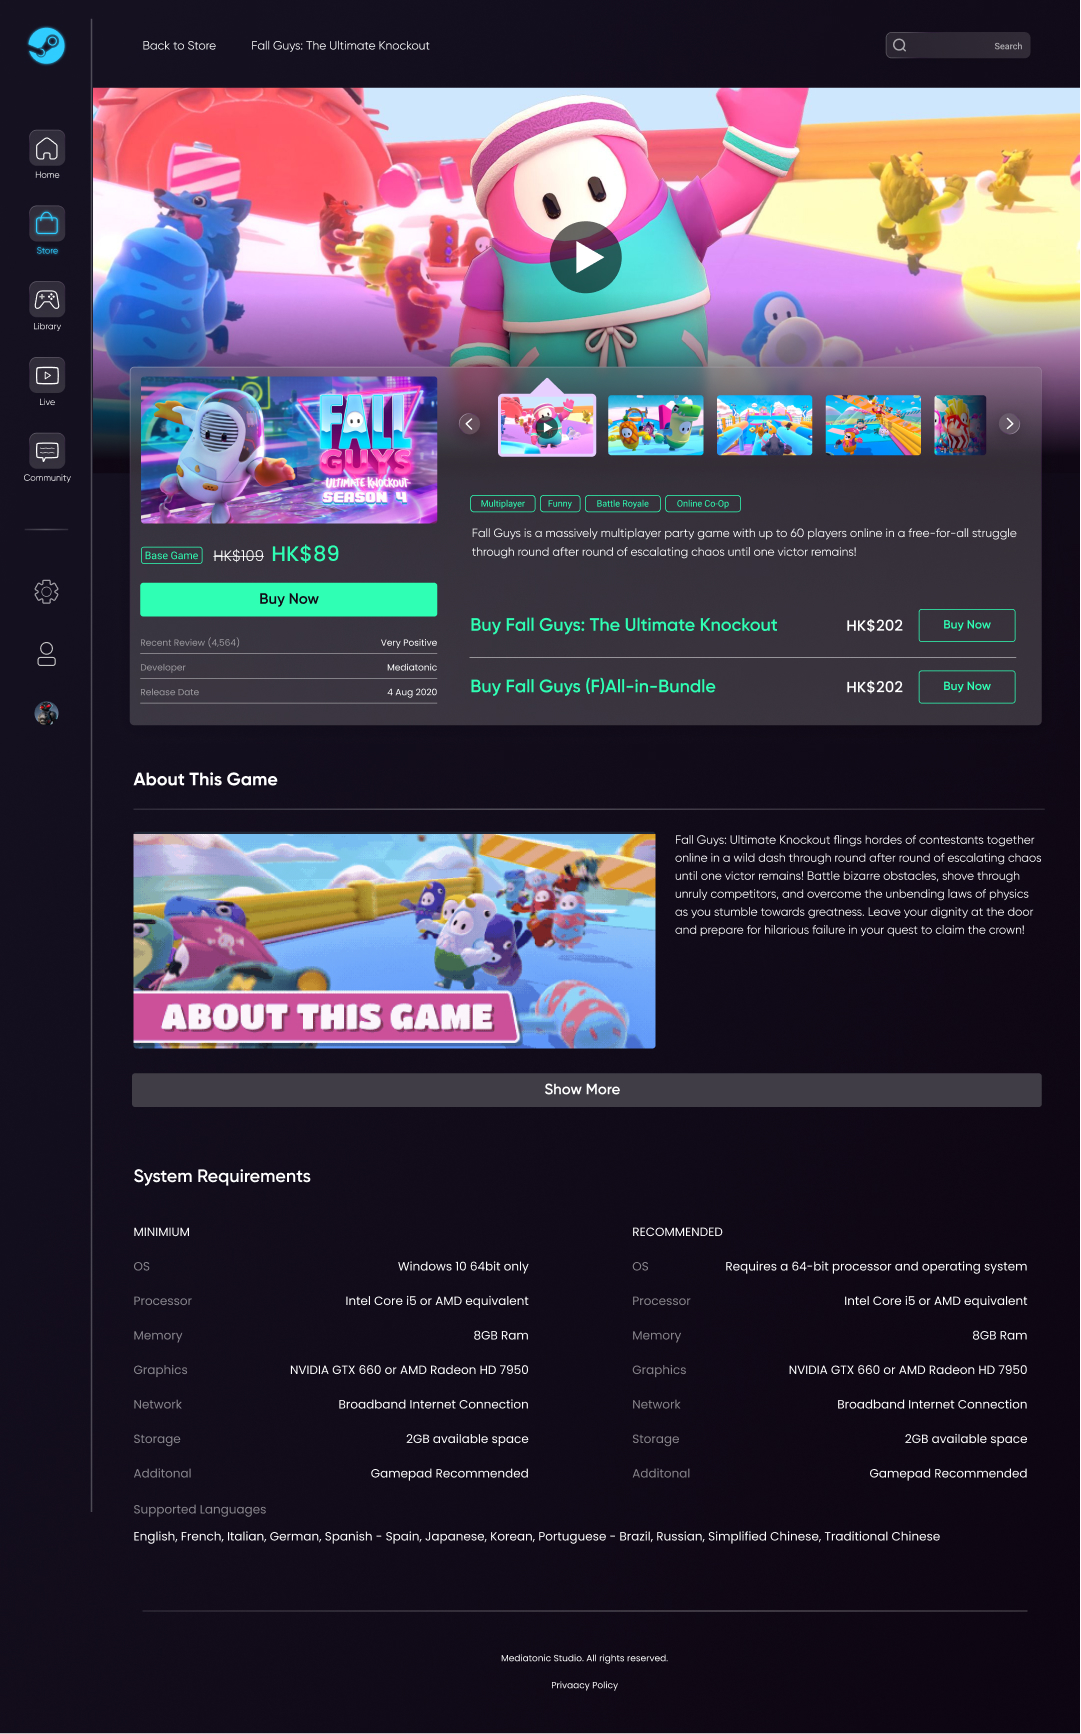 Back to Store
Fall Guys: The Ultimate Knockout
Search
Home
Store
Library
Live
Community
FALL
GUYS
-ULTIMATE KNOCKOUT-
SEASON 4
Base Game HK$109 HK$89
Buy Now
Recent Review (4,564) Very Positive
Developer Mediatonic
Release Date 4 Aug 2020
Multiplayer Funny Battle Royale Online Co-Op
Fall Guys is a massively multiplayer party game with up to 60 players online in a free-for-all struggle
through round after round of escalating chaos until one victor remains!
Buy Fall Guys: The Ultimate Knockout HK$202 Buy Now
Buy Fall Guys (F)All-in-Bundle HK$202 Buy Now
About This Game
ABOUT THIS GAME
Fall Guys: Ultimate Knockout flings hordes of contestants together
online in a wild dash through round after round of escalating chaos
until one victor remains! Battle bizarre obstacles, shove through
unruly competitors, and overcome the unbending laws of physics
as you stumble towards greatness. Leave your dignity at the door
and prepare for hilarious failure in your quest to claim the crown!
Show More
System Requirements
MINIMIUM
OS Windows 10 64bit only
Processor Intel Core i5 or AMD equivalent
Memory 8GB Ram
Graphics NVIDIA GTX 660 or AMD Radeon HD 7950
Network Broadband Internet Connection
Storage 2GB available space
Additonal Gamepad Recommended
RECOMMENDED
OS Requires a 64-bit processor and operating system
Processor Intel Core i5 or AMD equivalent
Memory 8GB Ram
Graphics NVIDIA GTX 660 or AMD Radeon HD 7950
Network Broadband Internet Connection
Storage 2GB available space
Additonal Gamepad Recommended
Supported Languages
English, French, Italian, German, Spanish - Spain, Japanese, Korean, Portuguese - Brazil, Russian, Simplified Chinese, Traditional Chinese
Mediatonic Studio. All rights reserved.
Privaacy Policy